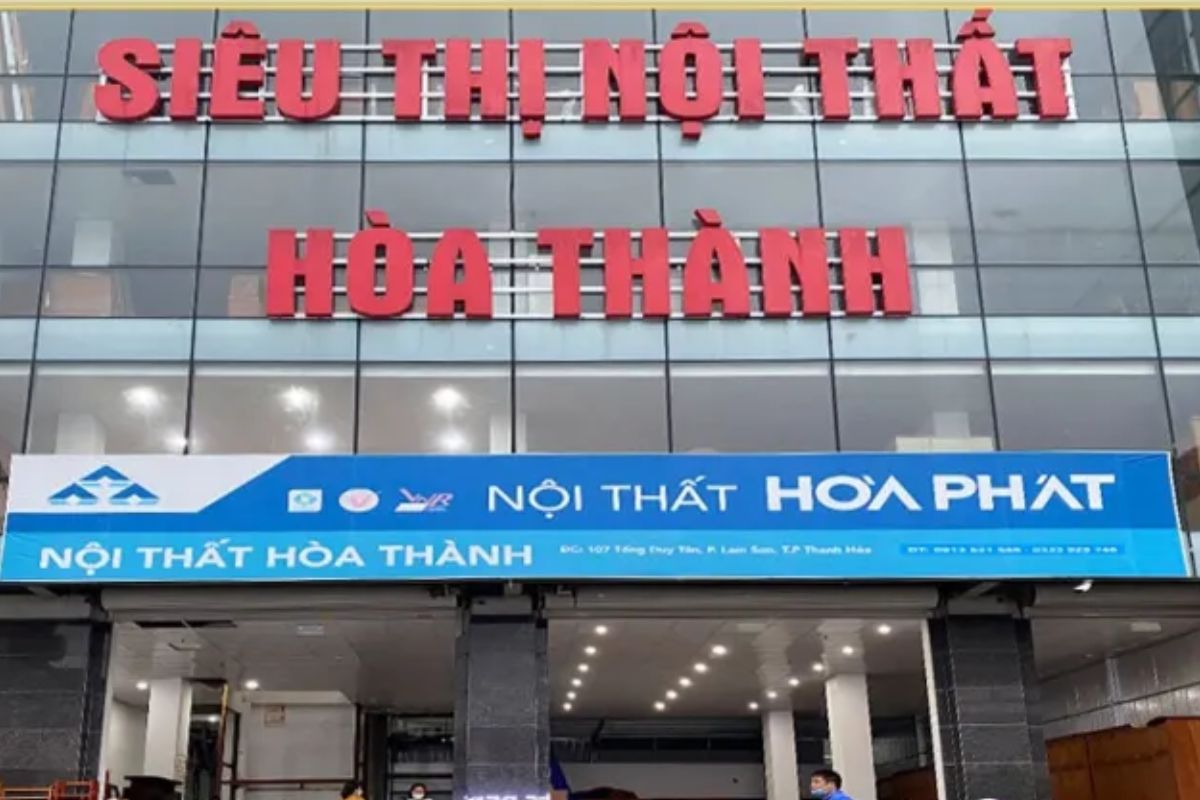 SIÊU THỊ NỘI THẤT
HÒA THÀNH
NỘI THẤT HÒA PHÁT
NỘI THẤT HÒA THÀNH
ĐC: 107 Tống Duy Tân, P. Lam Sơn, T.P Thanh Hóa